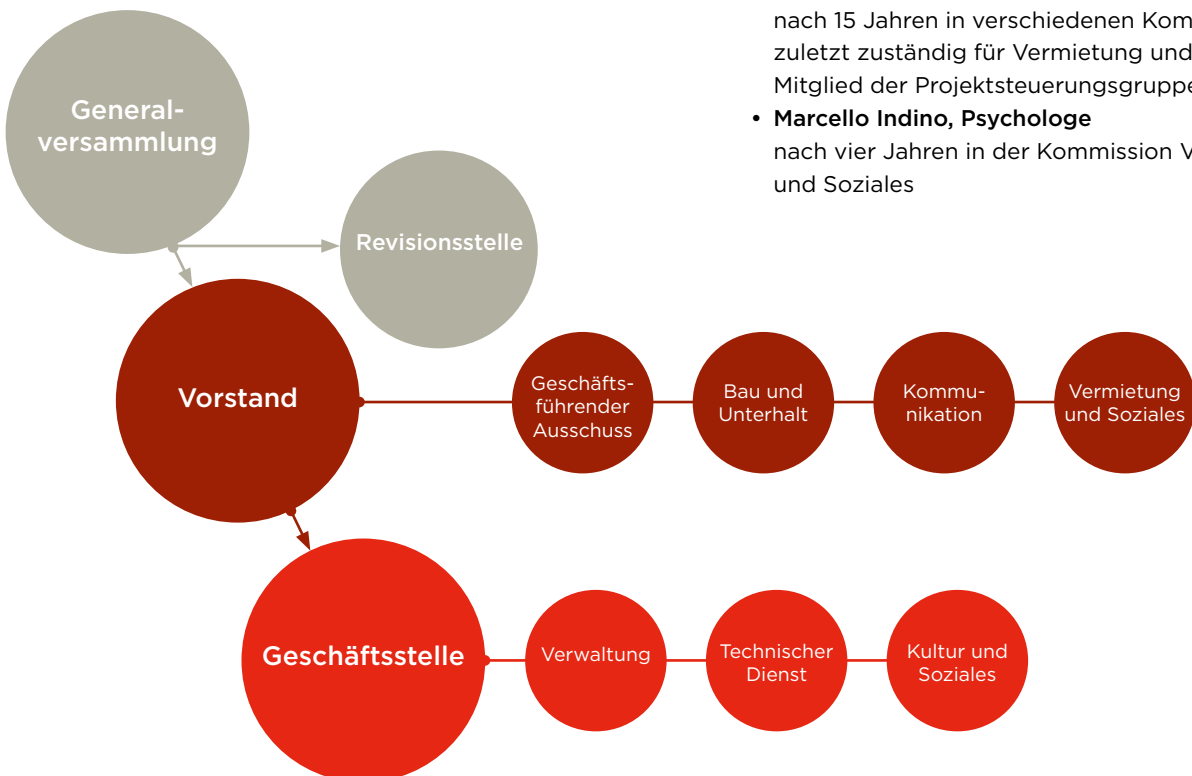 nach 15 Jahren in verschiedenen Kom
zuletzt zuständig für Vermietung und
Mitglied der Projektsteuerungsgruppe
• Marcello Indino, Psychologe
nach vier Jahren in der Kommission V
und Soziales
General-
versammlung
Revisionsstelle
Vorstand
Geschäfts-
führender
Ausschuss
Bau und
Unterhalt
Kommu-
nikation
Vermietung
und Soziales
Geschäftsstelle
Verwaltung
Technischer
Dienst
Kultur und
Soziales